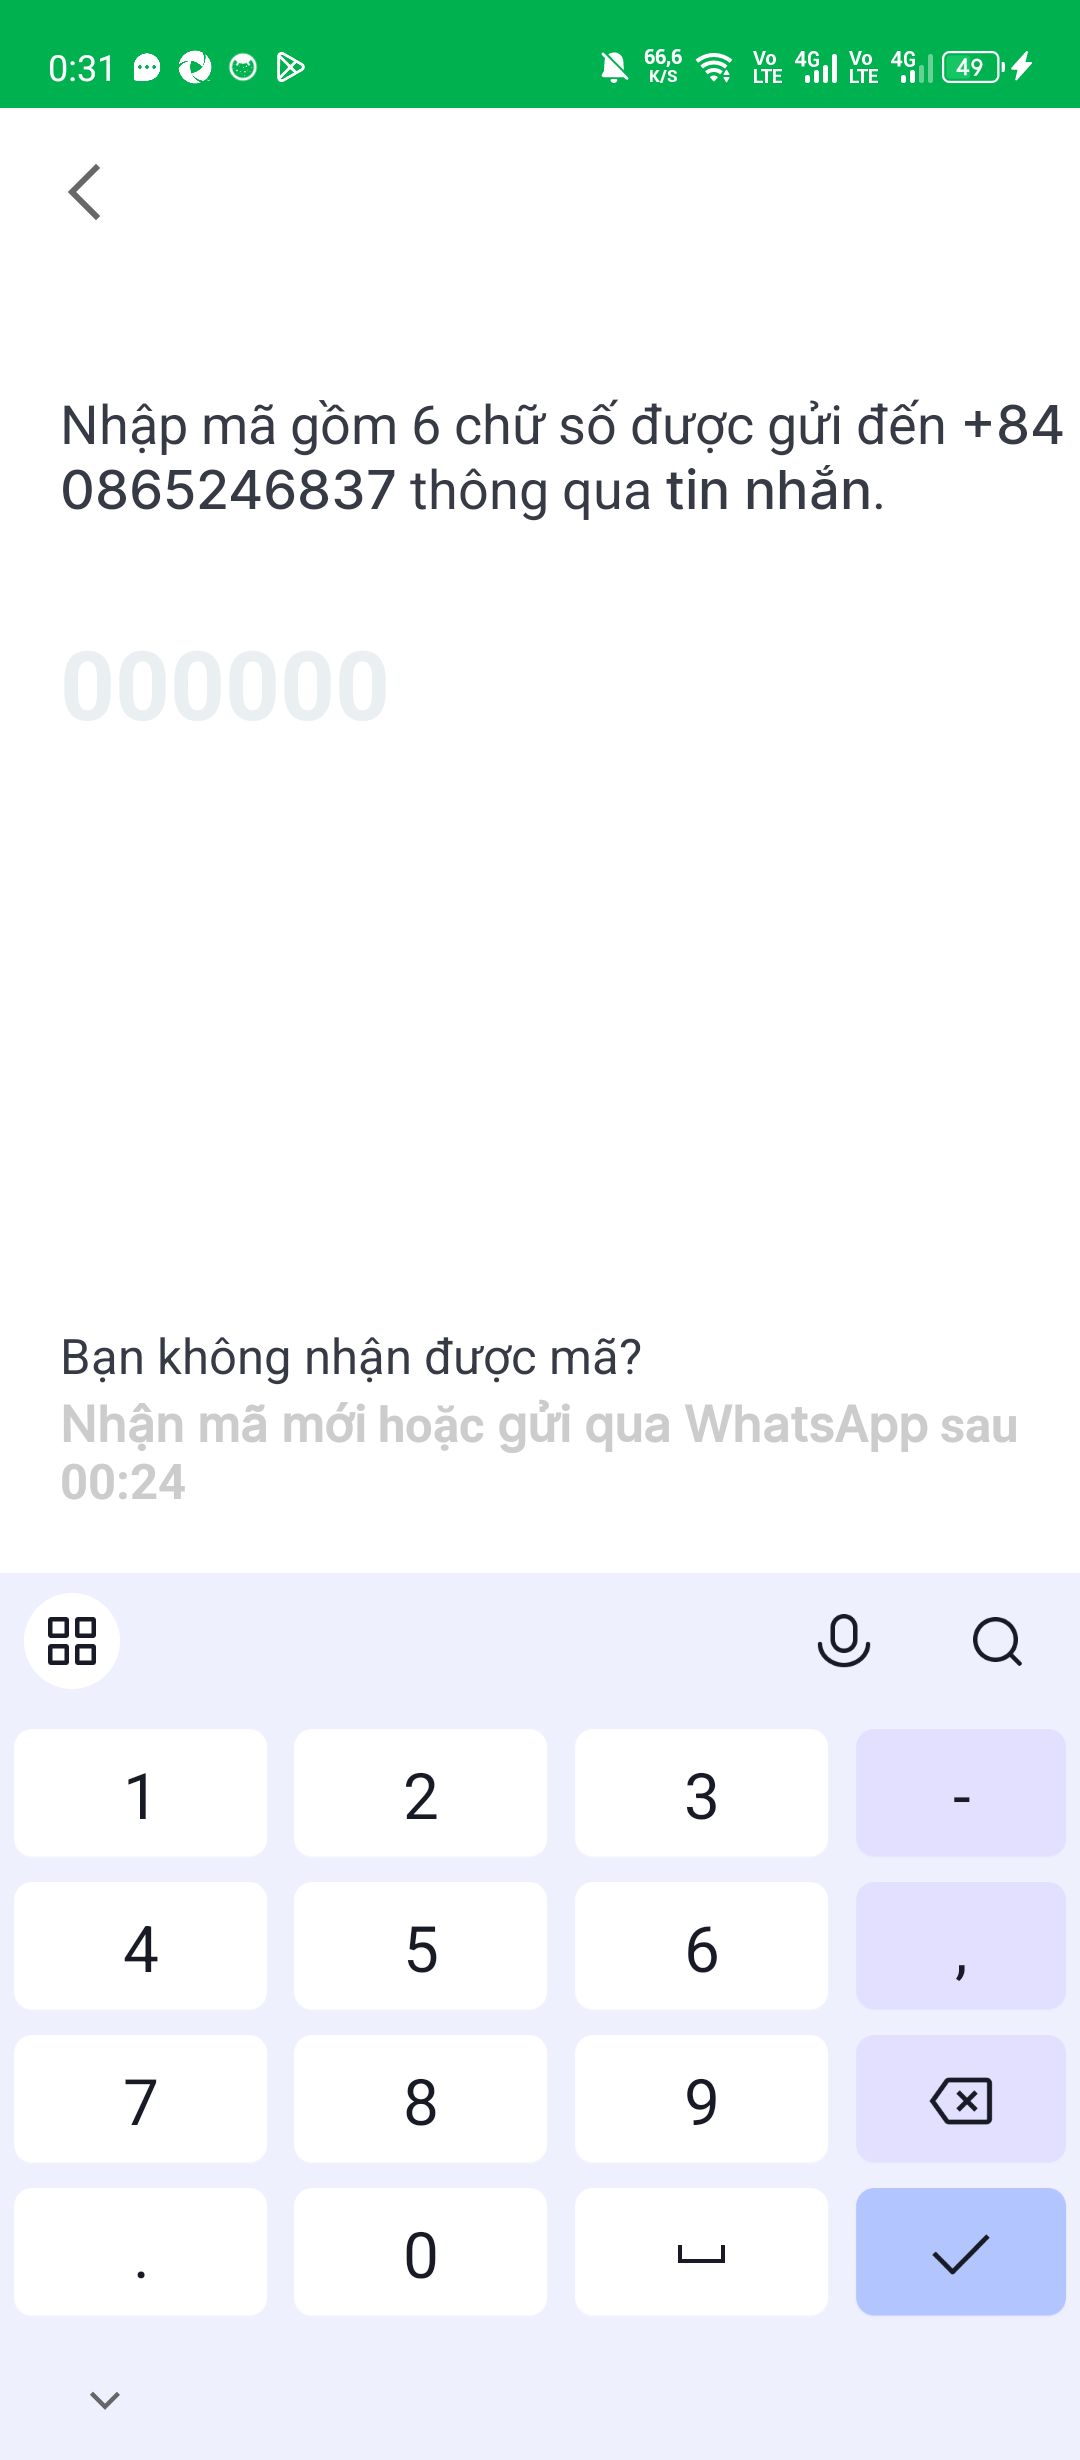 0:31 66,6 K/S Vo LTE 4G Vo LTE 4G 49
Nhập mã gồm 6 chữ số được gửi đến +84
0865246837 thông qua tin nhắn.
000000
Bạn không nhận được mã?
Nhận mã mới hoặc gửi qua WhatsApp sau
00:24
1 2 3 -
4 5 6 ,
7 8 9
. 0